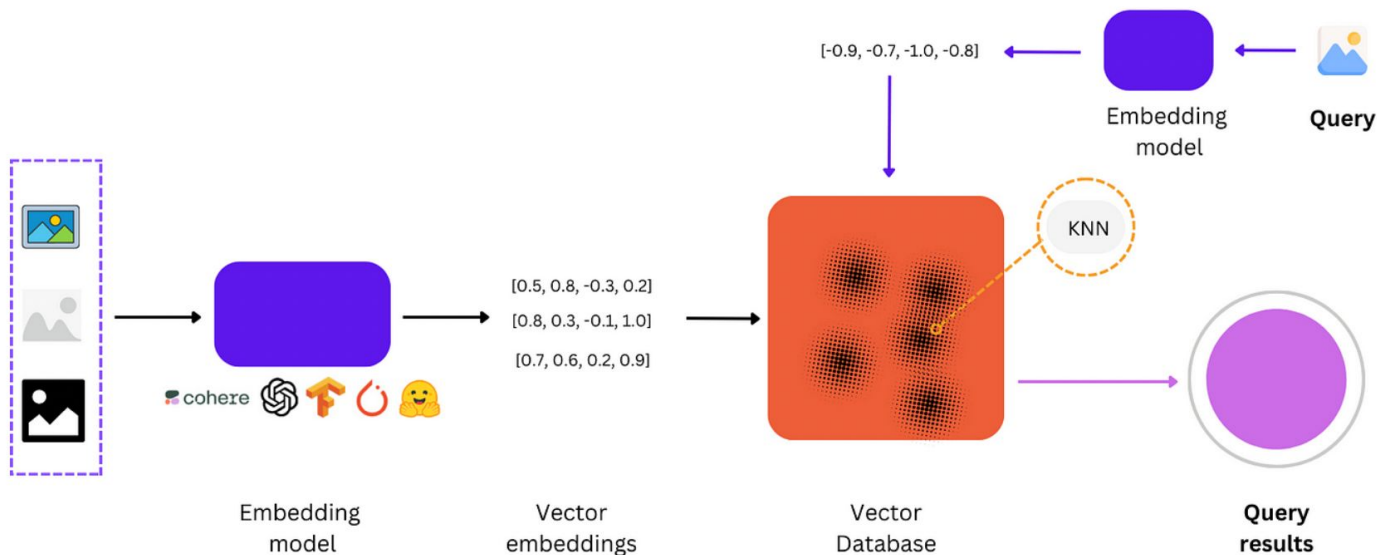 [-0.9, -0.7, -1.0, -0.8]
Embedding
model
Query
KNN
[0.5, 0.8, -0.3, 0.2]
[0.8, 0.3, -0.1, 1.0]
[0.7, 0.6, 0.2, 0.9]
cohere
Embedding
model
Vector
embeddings
Vector
Database
Query
results